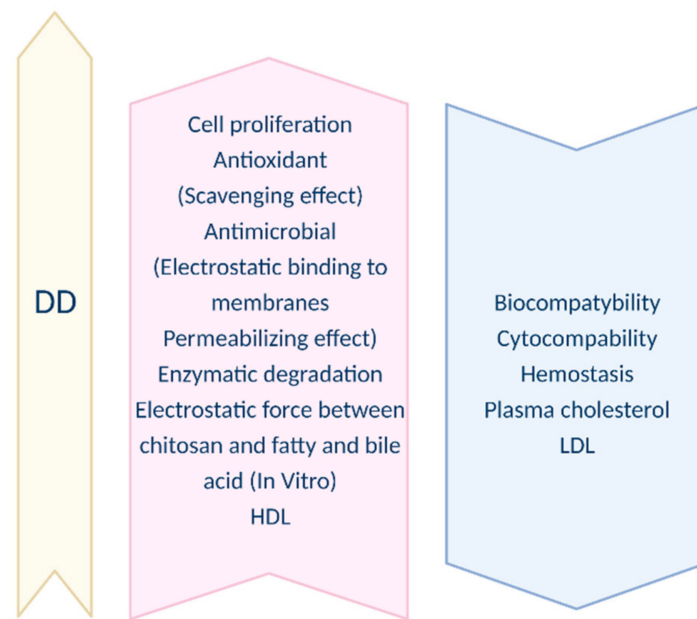 DD
Cell proliferation
Antioxidant
(Scavenging effect)
Antimicrobial
(Electrostatic binding to
membranes
Permeabilizing effect)
Enzymatic degradation
Electrostatic force between
chitosan and fatty and bile
acid (In Vitro)
HDL
Biocompatybility
Cytocompability
Hemostasis
Plasma cholesterol
LDL